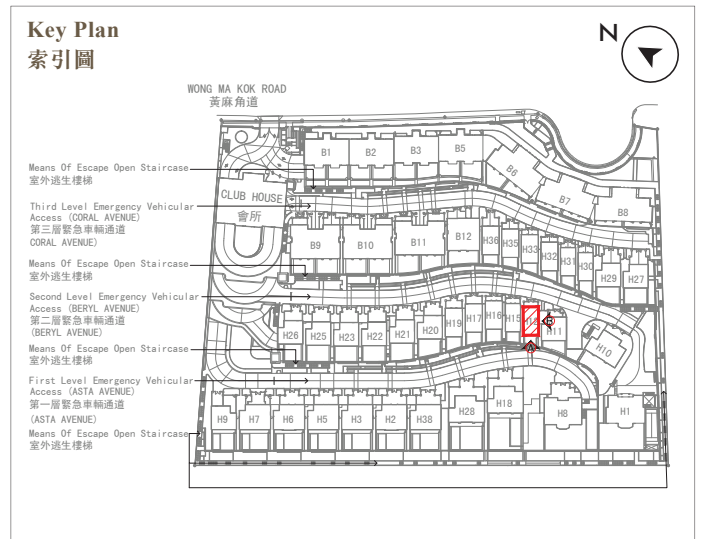 Key Plan
索引圖
N
WONG MA KOK ROAD
黃麻角道
B1
B2
B3
B5
B6
B7
B8
Means Of Escape Open Staircase
室外逃生樓梯
CLUB HOUSE
會所
Third Level Emergency Vehicular
Access (CORAL AVENUE)
第三層緊急車輛通道
CORAL AVENUE)
B9
B10
B11
B12
H36
H35
H33
H32
H31
H30
H29
H27
Means Of Escape Open Staircase
室外逃生樓梯
Second Level Emergency Vehicular
Access (BERYL AVENUE)
第二層緊急車輛通道
(BERYL AVENUE)
H26
H25
H23
H22
H21
H20
H19
H17
H16
H15
B
H11
H10
A
Means Of Escape Open Staircase
室外逃生樓梯
First Level Emergency Vehicular
Access (ASTA AVENUE)
第一層緊急車輛通道
(ASTA AVENUE)
H9
H7
H6
H5
H3
H2
H38
H28
H18
H8
H1
Means Of Escape Open Staircase
室外逃生樓梯